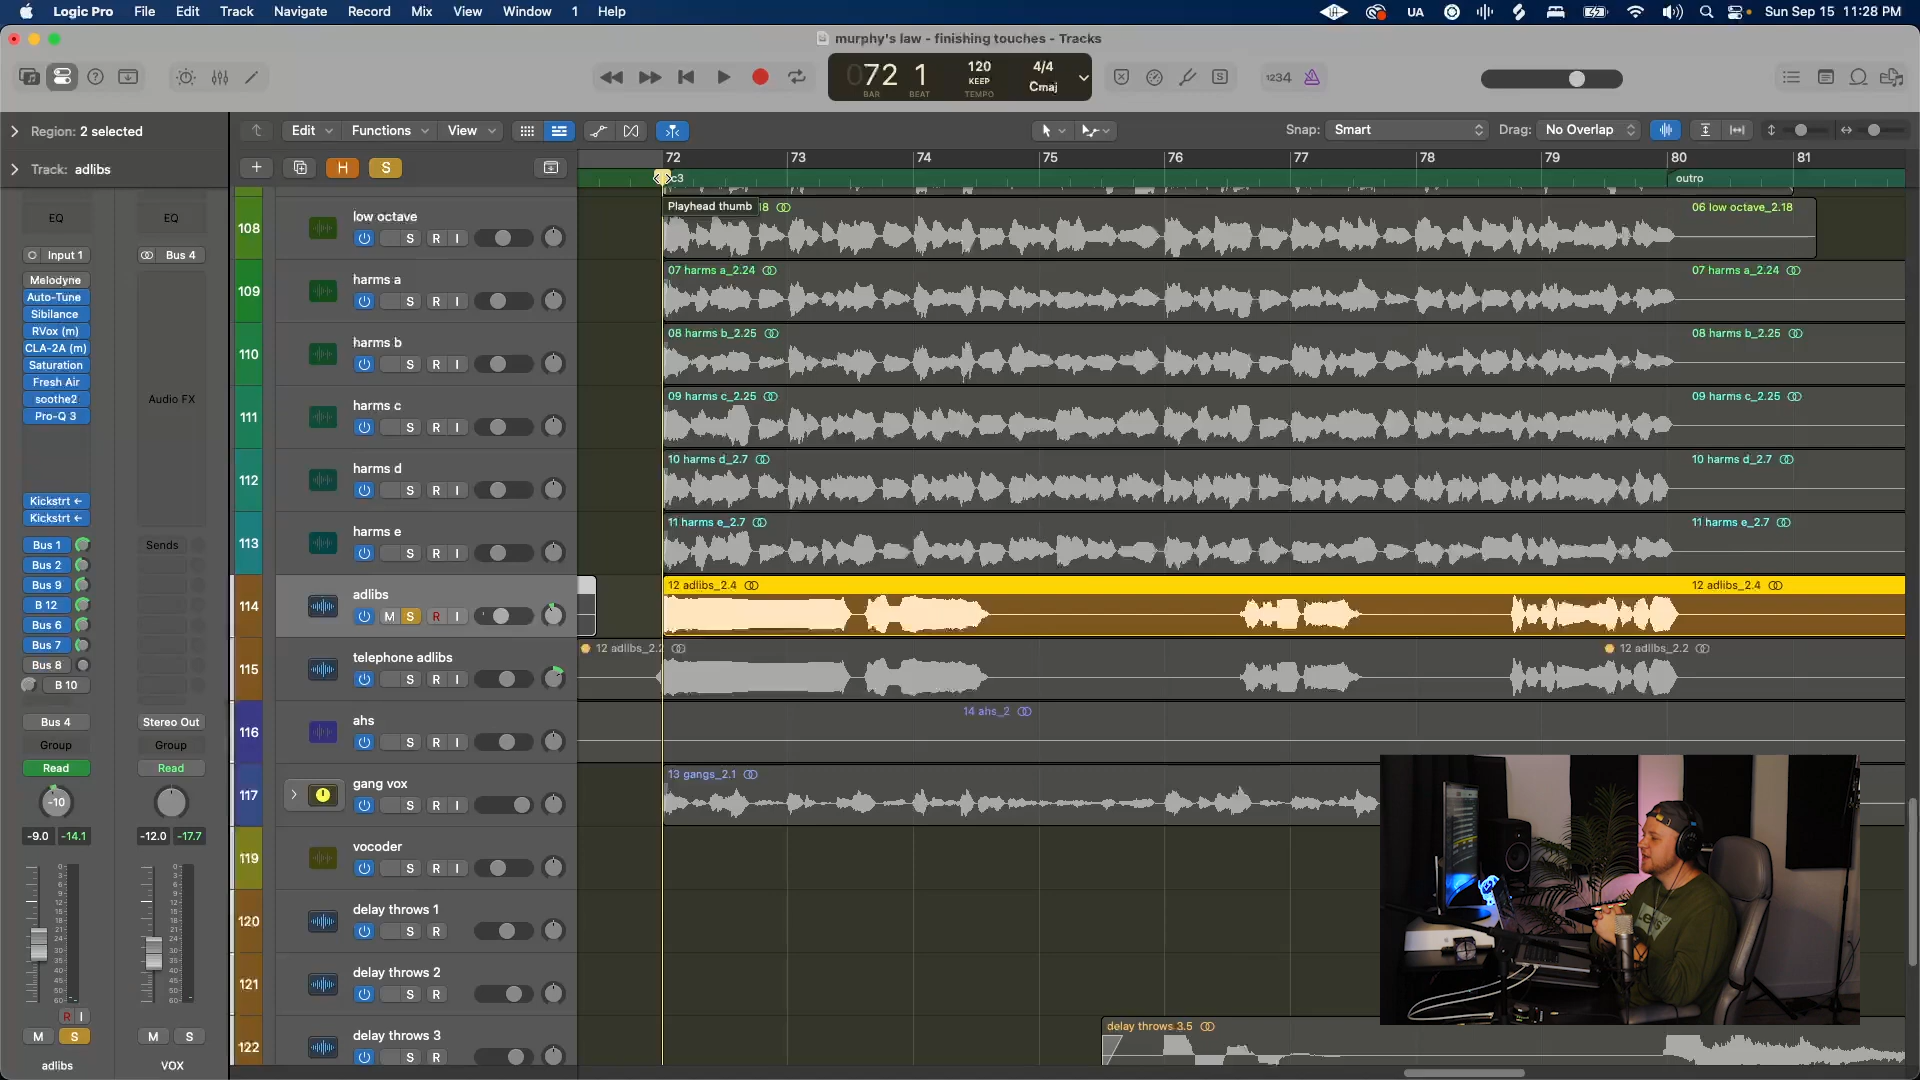 Logic Pro File Edit Track Navigate Record Mix View Window 1 Help UA Sun Sep 15 11:28 PM
murphy's law - finishing touches - Tracks
072 1 120 4/4
KEEP Cmaj
BAR BEAT TEMPO
1234
Region: 2 selected
Edit Functions View Snap: Smart Drag: No Overlap
Track: adlibs
H S
72 73 74 75 76 77 78 79 80 81
c3 outro
Playhead thumb 18 06 low octave_2.18
EQ EQ
Input 1 Bus 4
Melodyne
Auto-Tune
Sibilance
RVox (m)
CLA-2A (m)
Saturation
Fresh Air
soothe2
Pro-Q 3
Audio FX
Kickstrt
Kickstrt
Bus 1 Sends
Bus 2
Bus 9
B 12
Bus 6
Bus 7
Bus 8
B 10
Bus 4 Stereo Out
Group Group
Read Read
-10
-9.0 -14.1 -12.0 -17.7
R I
M S M S
adlibs VOX
108 low octave S R I
109 harms a S R I
07 harms a_2.24 07 harms a_2.24
110 harms b S R I
08 harms b_2.25 08 harms b_2.25
111 harms c S R I
09 harms c_2.25 09 harms c_2.25
112 harms d S R I
10 harms d_2.7 10 harms d_2.7
113 harms e S R I
11 harms e_2.7 11 harms e_2.7
114 adlibs M S R I
12 adlibs_2.4 12 adlibs_2.4
115 telephone adlibs S R I
12 adlibs_2.2 12 adlibs_2.2
116 ahs S R I
14 ahs_2
117 gang vox S R I
13 gangs_2.1
119 vocoder S R I
120 delay throws 1 S R
121 delay throws 2 S R
122 delay throws 3 S R
delay throws 3.5